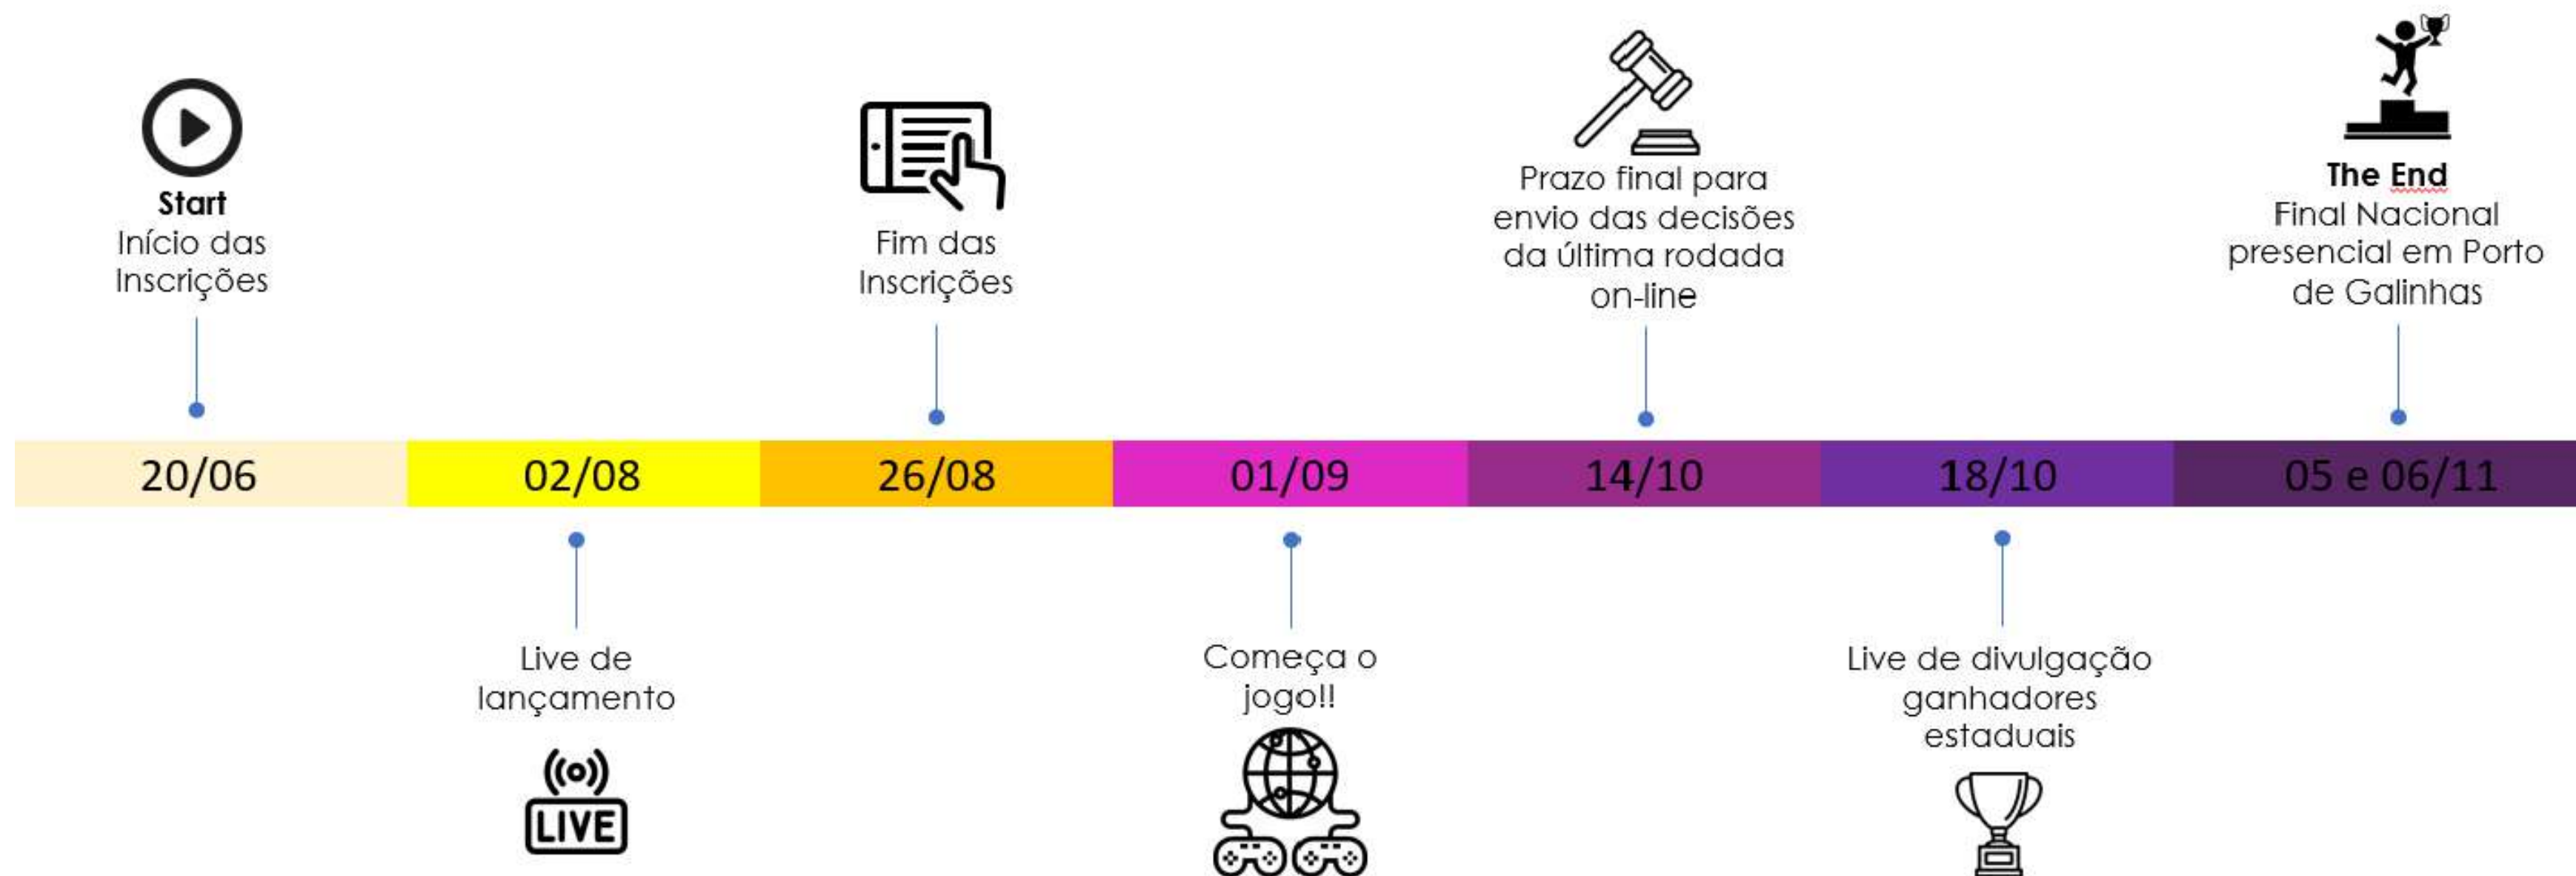 Start
Início das
Inscrições
Fim das
Inscrições
Prazo final para
envio das decisões
da última rodada
on-line
The End
Final Nacional
presencial em Porto
de Galinhas
20/06
02/08
26/08
01/09
14/10
18/10
05 e 06/11
Live de
lançamento
LIVE
Começa o
jogo!!
Live de divulgação
ganhadores
estaduais